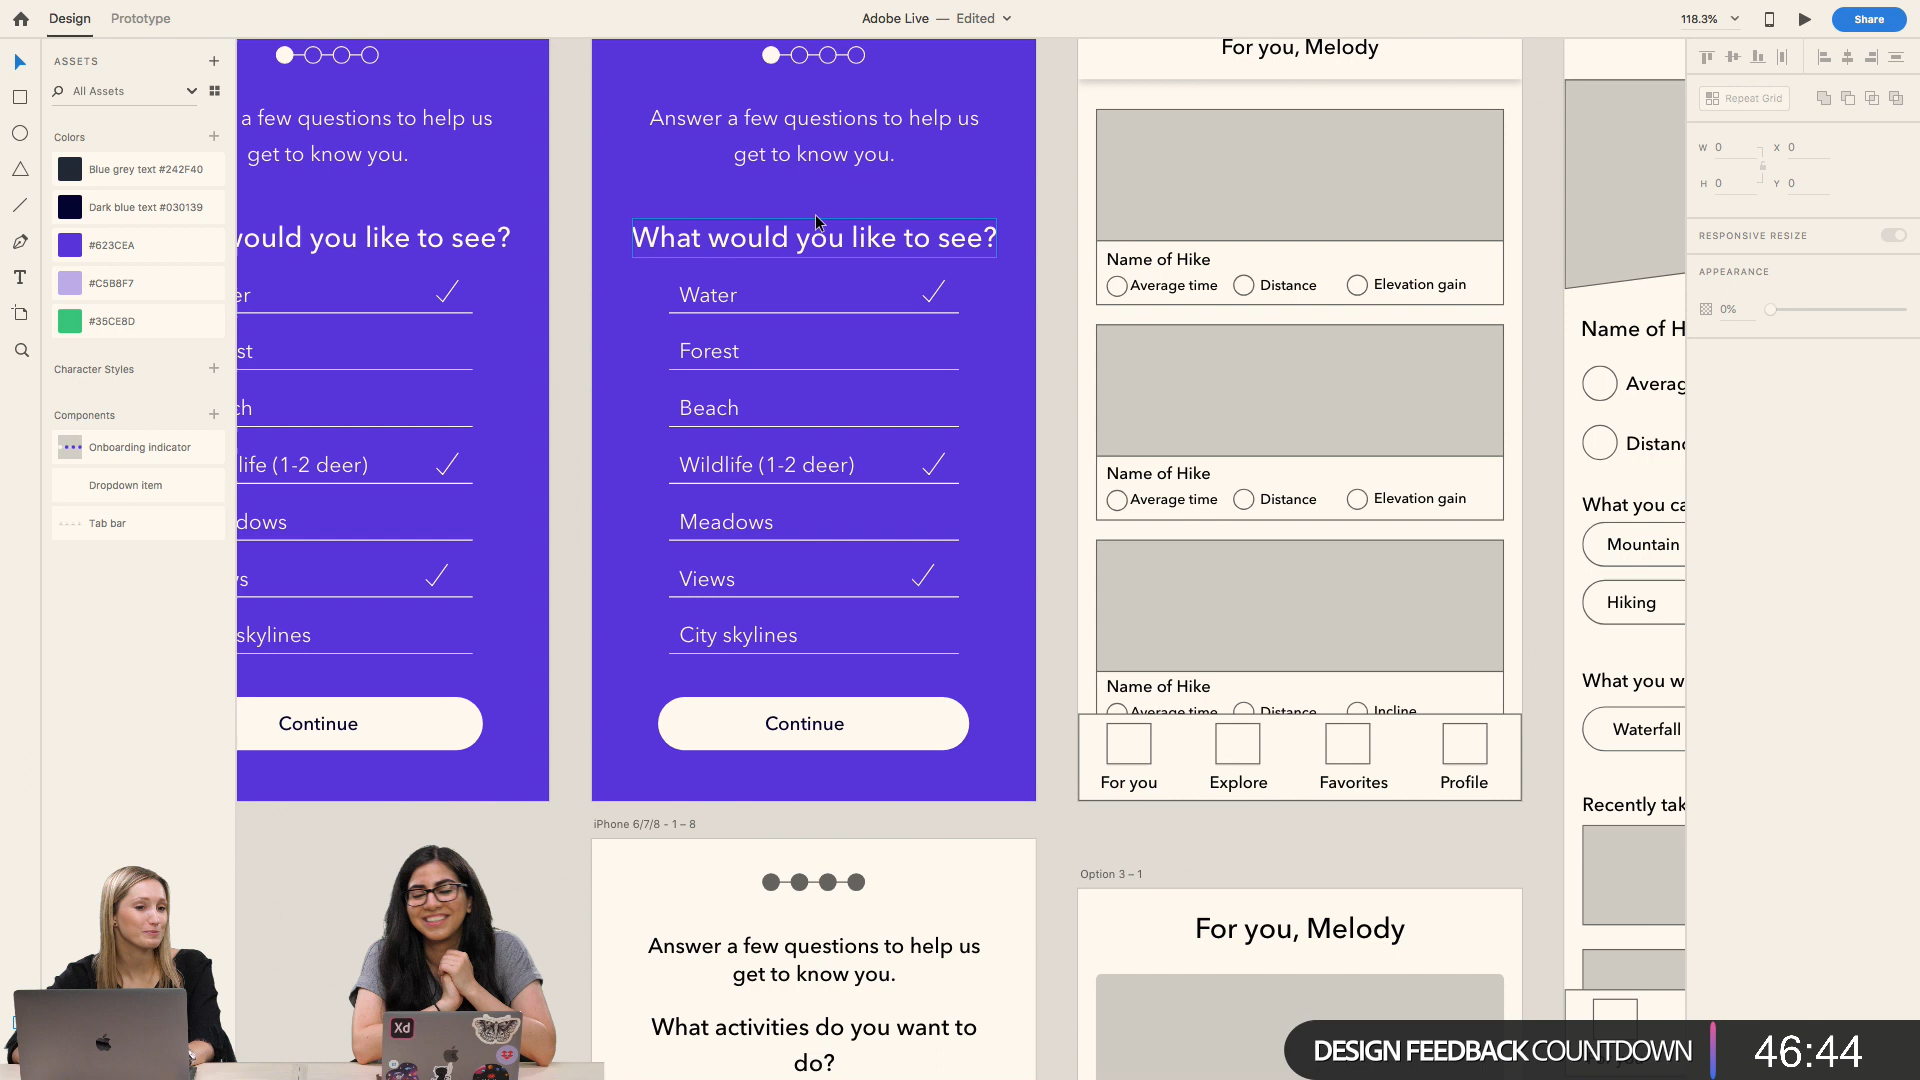 Design
Prototype
Adobe Live — Edited
118.3%
Share
ASSETS
All Assets
Colors
Blue grey text #242F40
Dark blue text #030139
#623CEA
#C5B8F7
#35CE8D
Character Styles
Components
Onboarding indicator
Dropdown item
Tab bar
a few questions to help us
get to know you.
would you like to see?
er
st
ch
life (1-2 deer)
dows
vs
skylines
Continue
Answer a few questions to help us
get to know you.
What would you like to see?
Water
Forest
Beach
Wildlife (1-2 deer)
Meadows
Views
City skylines
Continue
For you, Melody
Name of Hike
Average time
Distance
Elevation gain
Name of Hike
Average time
Distance
Elevation gain
Name of Hike
Average time
Distance
Incline
For you
Explore
Favorites
Profile
Name of H
Averag
Distanc
What you ca
Mountain
Hiking
What you w
Waterfall
Recently tak
Repeat Grid
W 0
X 0
H 0
Y 0
RESPONSIVE RESIZE
APPEARANCE
0%
iPhone 6/7/8 - 1 – 8
Answer a few questions to help us
get to know you.
What activities do you want to
do?
Option 3 – 1
For you, Melody
Xd
DESIGN FEEDBACK COUNTDOWN
46:44